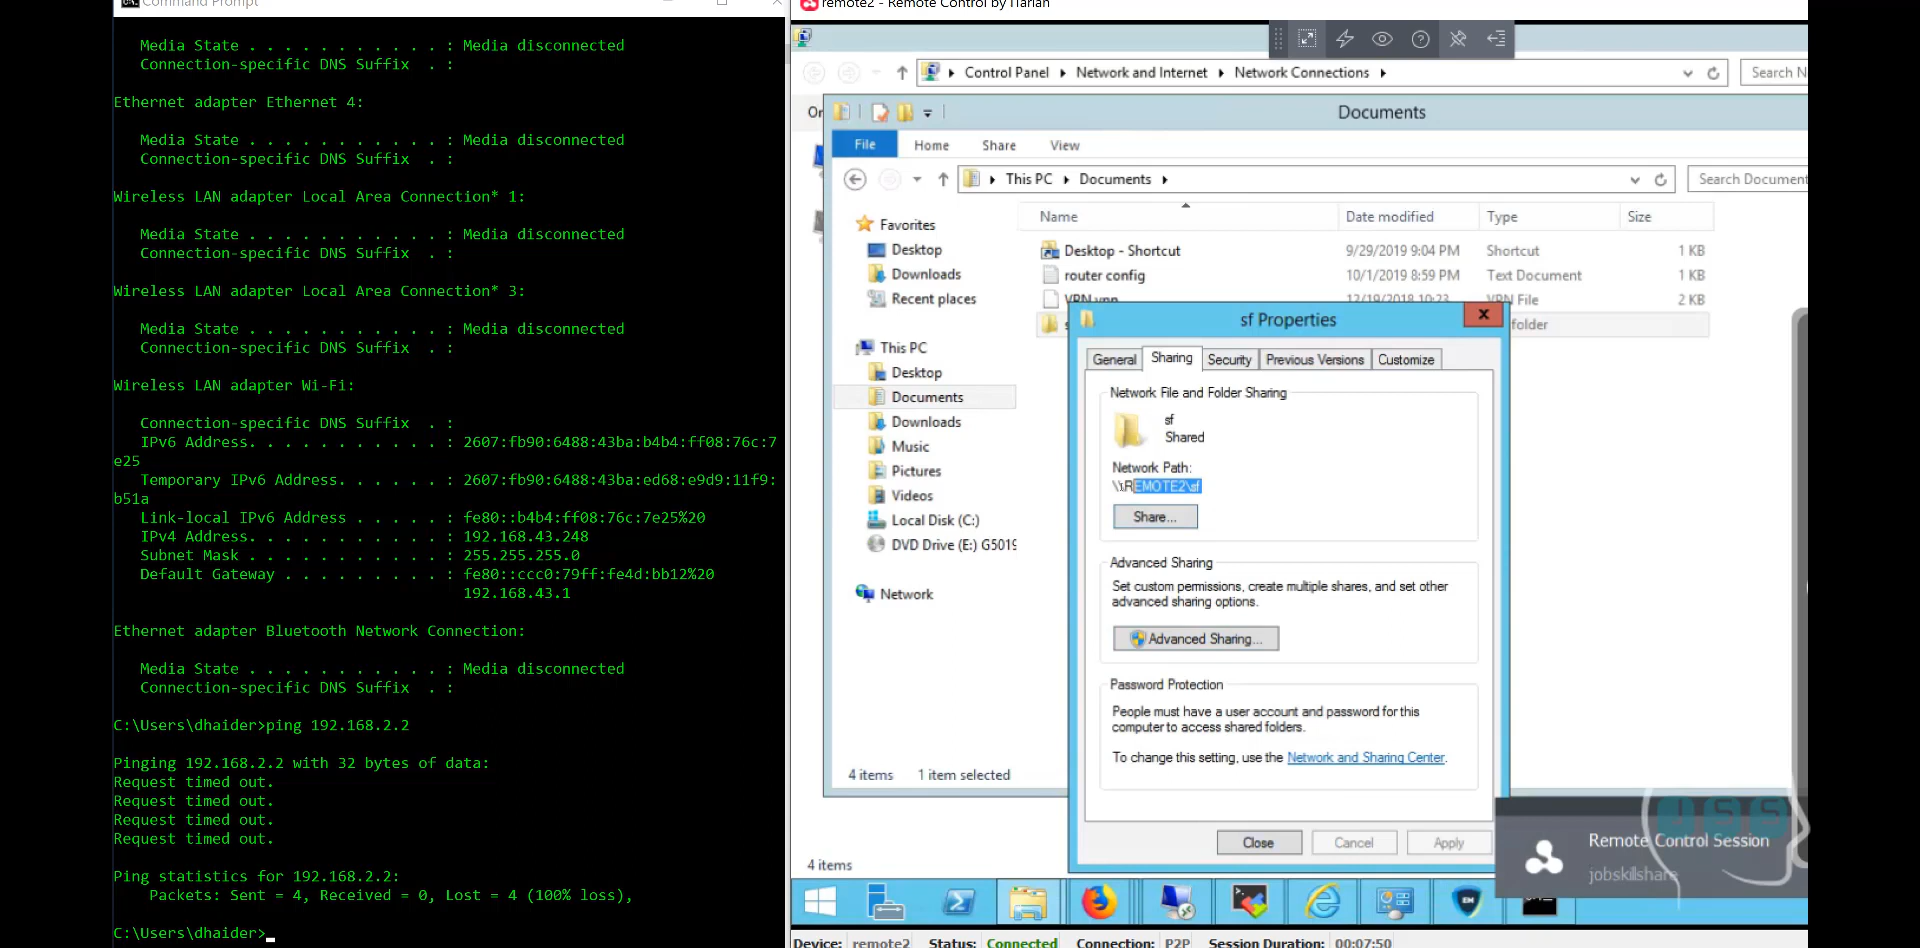 Command Prompt
Media State . . . . . . . . . . . : Media disconnected
Connection-specific DNS Suffix  . :
Ethernet adapter Ethernet 4:
Media State . . . . . . . . . . . : Media disconnected
Connection-specific DNS Suffix  . :
Wireless LAN adapter Local Area Connection* 1:
Media State . . . . . . . . . . . : Media disconnected
Connection-specific DNS Suffix  . :
Wireless LAN adapter Local Area Connection* 3:
Media State . . . . . . . . . . . : Media disconnected
Connection-specific DNS Suffix  . :
Wireless LAN adapter Wi-Fi:
Connection-specific DNS Suffix  . :
IPv6 Address. . . . . . . . . . . : 2607:fb90:6488:43ba:b4b4:ff08:76c:7
e25
Temporary IPv6 Address. . . . . . : 2607:fb90:6488:43ba:ed68:e9d9:11f9:
b51a
Link-local IPv6 Address . . . . . : fe80::b4b4:ff08:76c:7e25%20
IPv4 Address. . . . . . . . . . . : 192.168.43.248
Subnet Mask . . . . . . . . . . . : 255.255.255.0
Default Gateway . . . . . . . . . : fe80::ccc0:79ff:fe4d:bb12%20
192.168.43.1
Ethernet adapter Bluetooth Network Connection:
Media State . . . . . . . . . . . : Media disconnected
Connection-specific DNS Suffix  . :
C:\Users\dhaider>ping 192.168.2.2
Pinging 192.168.2.2 with 32 bytes of data:
Request timed out.
Request timed out.
Request timed out.
Request timed out.
Ping statistics for 192.168.2.2:
Packets: Sent = 4, Received = 0, Lost = 4 (100% loss),
C:\Users\dhaider>_
remote2 - Remote Control by Itarian
Control Panel Network and Internet Network Connections
Search N
Or
Documents
File Home Share View
This PC Documents
Search Document
Name Date modified Type Size
Desktop - Shortcut 9/29/2019 9:04 PM Shortcut 1 KB
router config 10/1/2019 8:59 PM Text Document 1 KB
VPN.vpn 12/19/2018 10:23 VPN File 2 KB
s folder
Favorites
Desktop
Downloads
Recent places
This PC
Desktop
Documents
Downloads
Music
Pictures
Videos
Local Disk (C:)
DVD Drive (E:) G5019
Network
4 items 1 item selected
4 items
sf Properties
x
General Sharing Security Previous Versions Customize
Network File and Folder Sharing
sf
Shared
Network Path:
\\REMOTE2\sf
Share...
Advanced Sharing
Set custom permissions, create multiple shares, and set other
advanced sharing options.
Advanced Sharing...
Password Protection
People must have a user account and password for this
computer to access shared folders.
To change this setting, use the Network and Sharing Center.
Close Cancel Apply
JSS
Remote Control Session
jobskillshare
EM
Device: remote2 Status: Connected Connection: P2P Session Duration: 00:07:50